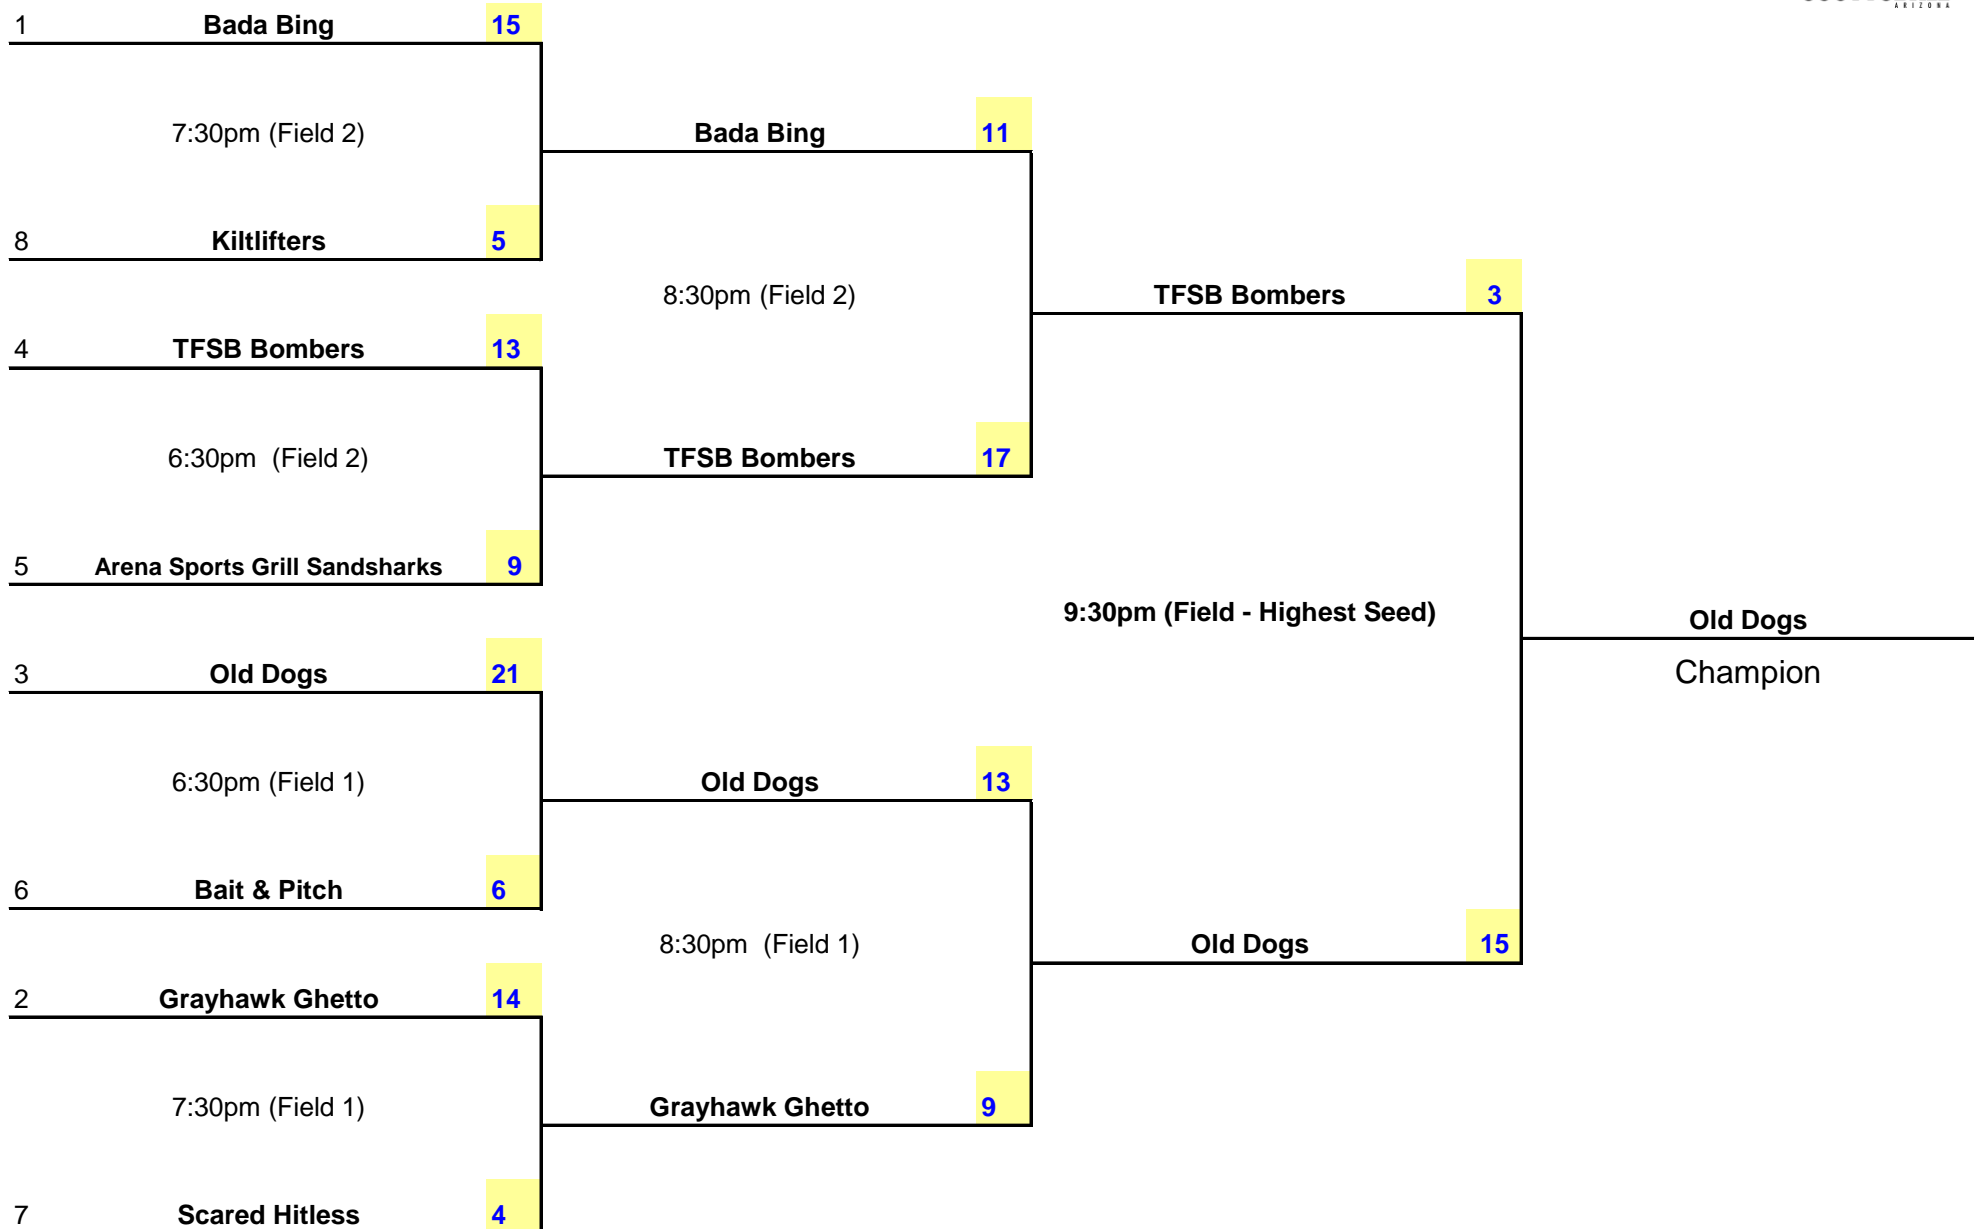 ARIZONA
1 Bada Bing 15
7:30pm (Field 2)
Bada Bing 11
8 Kiltlifters 5
8:30pm (Field 2)
TFSB Bombers 3
4 TFSB Bombers 13
6:30pm (Field 2)
TFSB Bombers 17
5 Arena Sports Grill Sandsharks 9
9:30pm (Field - Highest Seed)
Old Dogs
Champion
3 Old Dogs 21
6:30pm (Field 1)
Old Dogs 13
6 Bait & Pitch 6
8:30pm (Field 1)
Old Dogs 15
2 Grayhawk Ghetto 14
7:30pm (Field 1)
Grayhawk Ghetto 9
7 Scared Hitless 4